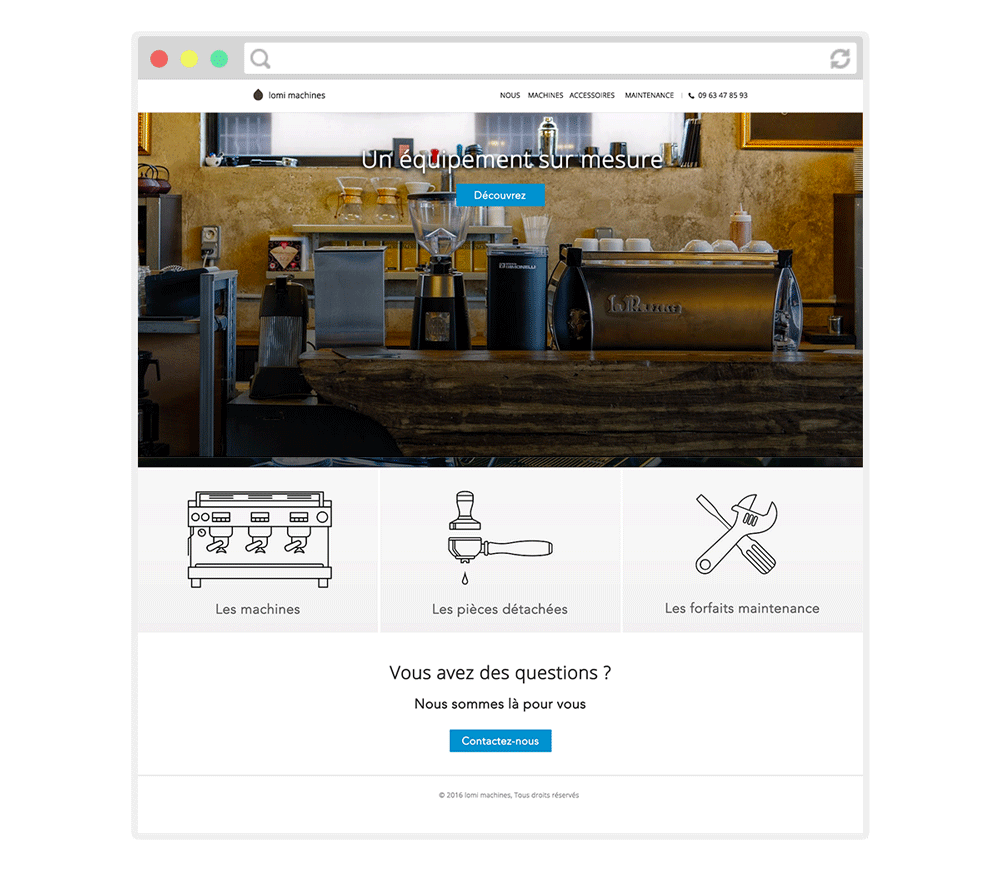 lomi machines
NOUS MACHINES ACCESSOIRES MAINTENANCE 09 63 47 85 93
Un équipement sur mesure
Découvrez
Les machines
Les pièces détachées
Les forfaits maintenance
Vous avez des questions ?
Nous sommes là pour vous
Contactez-nous
© 2016 lomi machines, Tous droits réservés